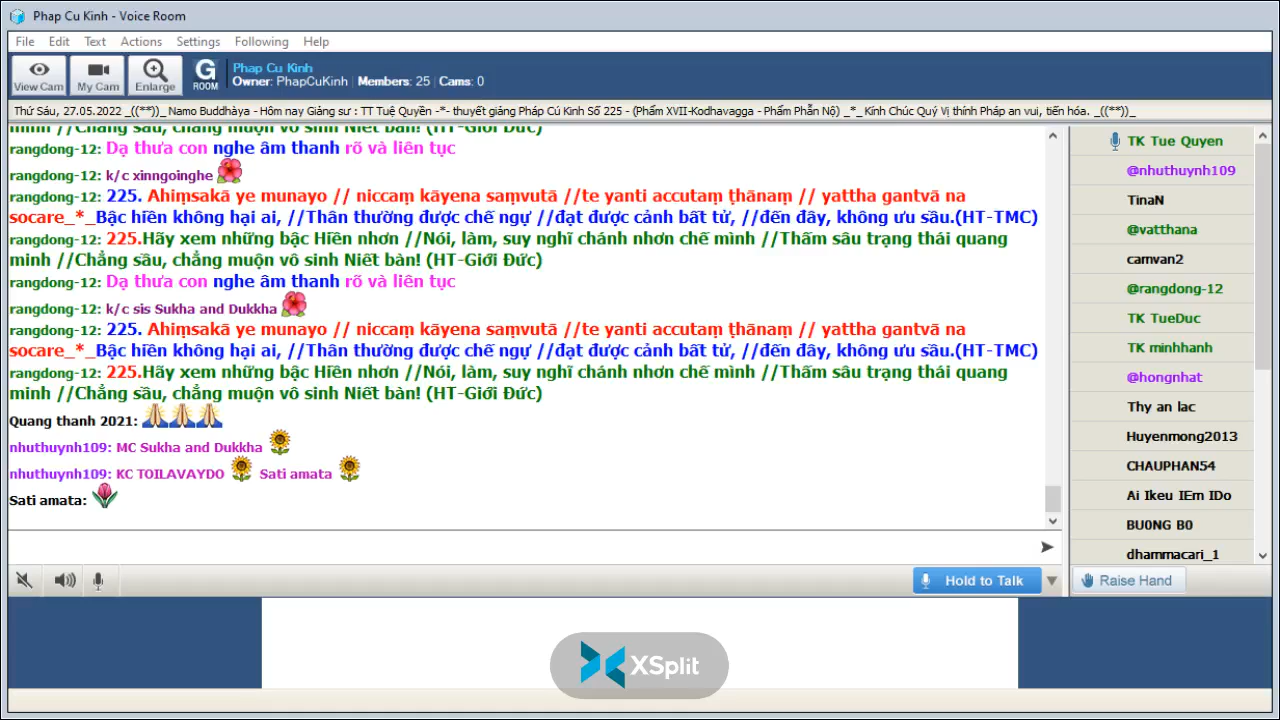 Phap Cu Kinh - Voice Room
File Edit Text Actions Settings Following Help
View Cam My Cam Enlarge G ROOM
Phap Cu Kinh
Owner: PhapCuKinh | Members: 25 | Cams: 0
Thứ Sáu, 27.05.2022 _((**))_ Namo Buddhàya - Hôm nay Giảng sư : TT Tuệ Quyền -*- thuyết giảng Pháp Cú Kinh Số 225 - (Phẩm XVII-Kodhavagga - Phẩm Phẫn Nộ) _*_ Kính Chúc Quý Vị thính Pháp an vui, tiến hóa. _((**))_
minh //Chẳng sầu, chẳng muộn vô sinh Niết bàn! (HT-Giới Đức)
rangdong-12: Dạ thưa con nghe âm thanh rõ và liên tục
rangdong-12: k/c xinngoinghe
rangdong-12: 225. Ahiṃsakā ye munayo // niccaṃ kāyena saṃvutā //te yanti accutaṃ ṭhānaṃ // yattha gantvā na
socare_*_Bậc hiền không hại ai, //Thân thường được chế ngự //đạt được cảnh bất tử, //đến đây, không ưu sầu.(HT-TMC)
rangdong-12: 225.Hãy xem những bậc Hiền nhơn //Nói, làm, suy nghĩ chánh nhơn chế mình //Thấm sâu trạng thái quang
minh //Chẳng sầu, chẳng muộn vô sinh Niết bàn! (HT-Giới Đức)
rangdong-12: Dạ thưa con nghe âm thanh rõ và liên tục
rangdong-12: k/c sis Sukha and Dukkha
rangdong-12: 225. Ahiṃsakā ye munayo // niccaṃ kāyena saṃvutā //te yanti accutaṃ ṭhānaṃ // yattha gantvā na
socare_*_Bậc hiền không hại ai, //Thân thường được chế ngự //đạt được cảnh bất tử, //đến đây, không ưu sầu.(HT-TMC)
rangdong-12: 225.Hãy xem những bậc Hiền nhơn //Nói, làm, suy nghĩ chánh nhơn chế mình //Thấm sâu trạng thái quang
minh //Chẳng sầu, chẳng muộn vô sinh Niết bàn! (HT-Giới Đức)
Quang thanh 2021:
nhuthuynh109: MC Sukha and Dukkha
nhuthuynh109: KC TOILAVAYDO Sati amata
Sati amata:
Hold to Talk
TK Tue Quyen
@nhuthuynh109
TinaN
@vatthana
camvan2
@rangdong-12
TK TueDuc
TK minhhanh
@hongnhat
Thy an lac
Huyenmong2013
CHAUPHAN54
Ai Ikeu IEm IDo
BU0NG B0
dhammacari_1
Raise Hand
XSplit